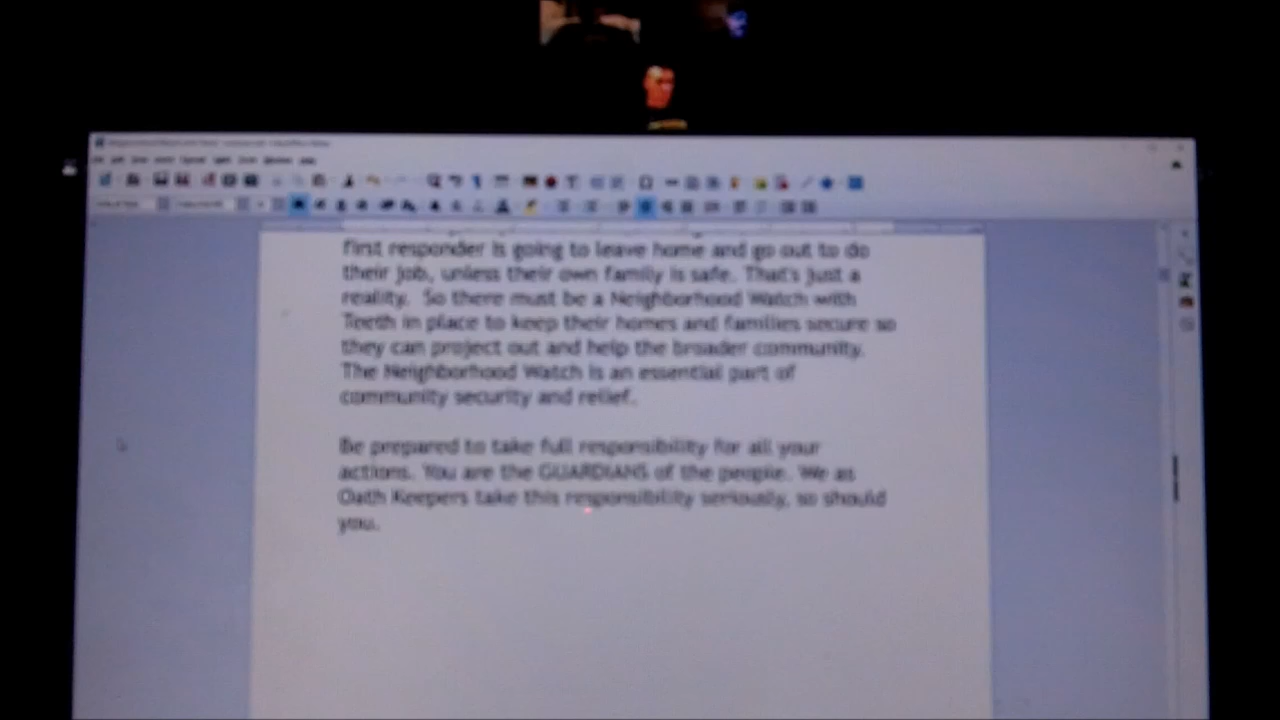 first responder is going to leave home and go out to do
their job, unless their own family is safe. That's just a
reality.  So there must be a Neighborhood Watch with
Teeth in place to keep their homes and families secure so
they can project out and help the broader community.
The Neighborhood Watch is an essential part of
community security and relief.
Be prepared to take full responsibility for all your
actions. You are the GUARDIANS of the people. We as
Oath Keepers take this responsibility seriously, so should
you.